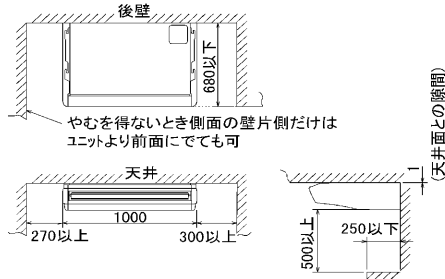 後壁
680以下
やむを得ないとき側面の壁片側だけは
ユニットより前面にでても可
天井
1000
270以上
300以上
1
(天井面との隙間)
500以上
250以下